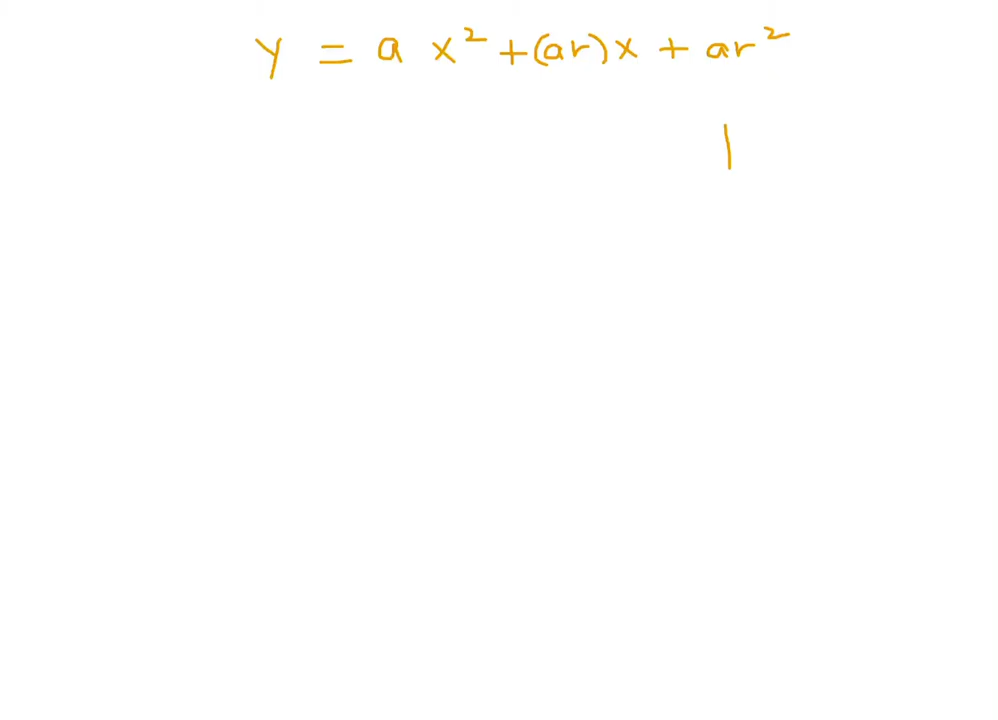 y = a x² + (ar)x + ar²
|